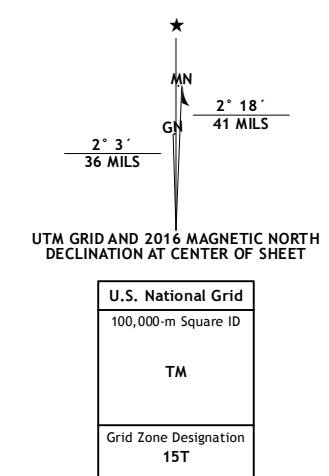 ★
MN
2° 18´
41 MILS
GN
2° 3´
36 MILS
UTM GRID AND 2016 MAGNETIC NORTH
DECLINATION AT CENTER OF SHEET
U.S. National Grid
100,000-m Square ID
TM
Grid Zone Designation
15T